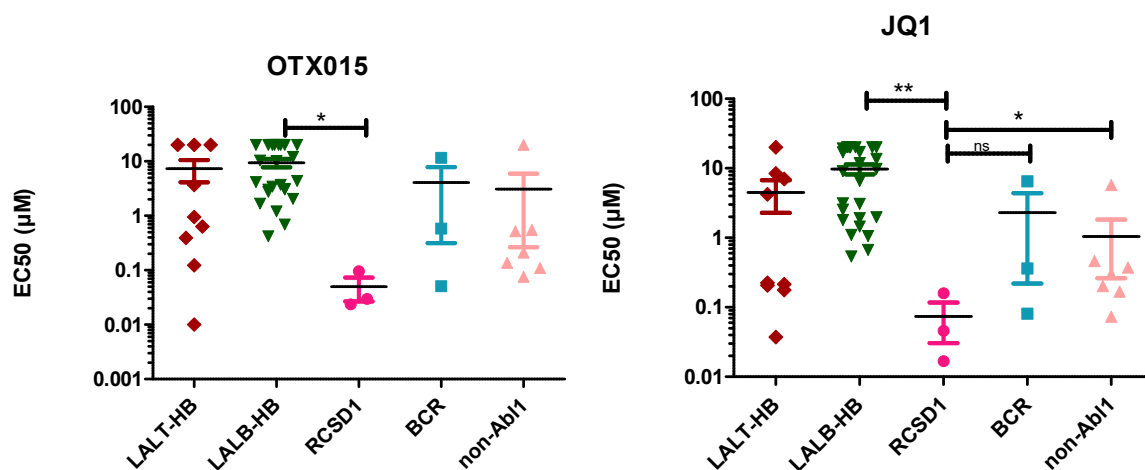 OTX015
EC50 (µM)
100
10
1
0.1
0.01
0.001
*
LALT-HB
LALB-HB
RCSD1
BCR
non-Abl1
JQ1
EC50 (µM)
100
10
1
0.1
0.01
**
*
ns
LALT-HB
LALB-HB
RCSD1
BCR
non-Abl1